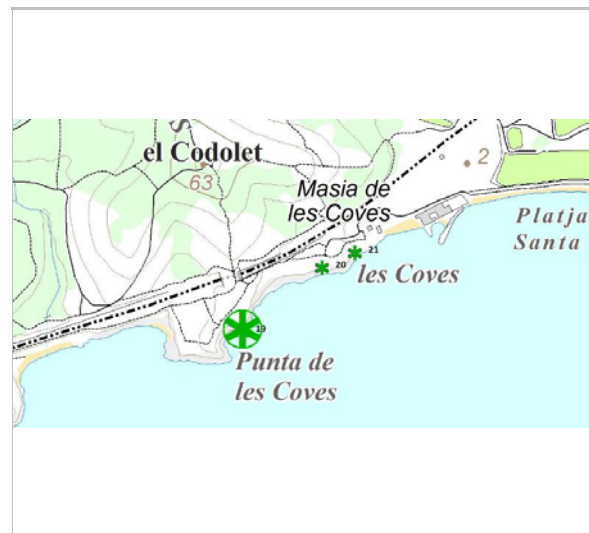 el Codolet
63
2
Masia de
les Coves
Platja
Santa
21
20
les Coves
19
Punta de
les Coves